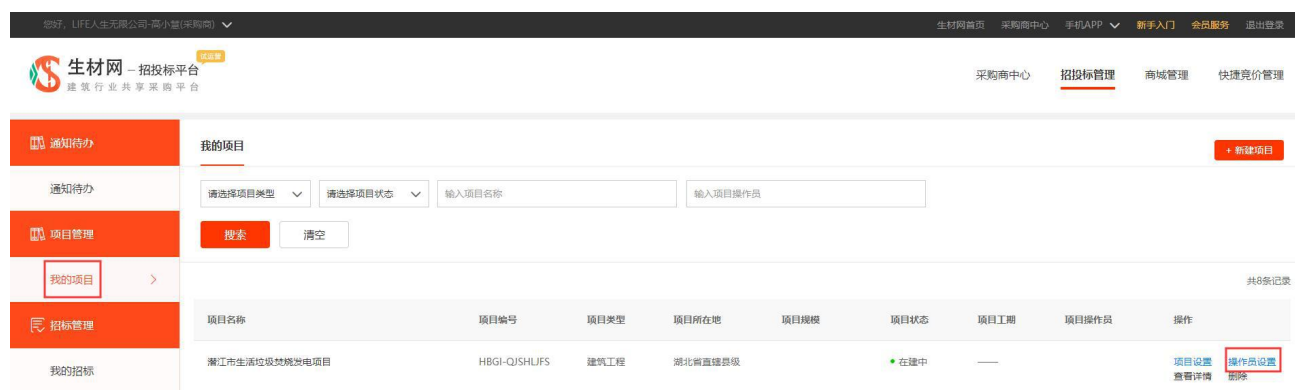 您好，LIFE人生无限公司-高小慧(采购商) 生材网首页 采购商中心 手机APP 新手入门 会员服务 退出登录
生材网 – 招投标平台 试运营
建筑行业共享采购平台
采购商中心 招投标管理 商城管理 快捷竞价管理
通知待办
我的项目 + 新建项目
通知待办
请选择项目类型 请选择项目状态 输入项目名称 输入项目操作员
项目管理
搜索 清空
我的项目
共8条记录
招标管理
项目名称 项目编号 项目类型 项目所在地 项目规模 项目状态 项目工期 项目操作员 操作
我的招标
潜江市生活垃圾焚烧发电项目 HBGI-QJSHLJFS 建筑工程 湖北省直辖县级 在建中 —— 项目设置 操作员设置
查看详情 删除